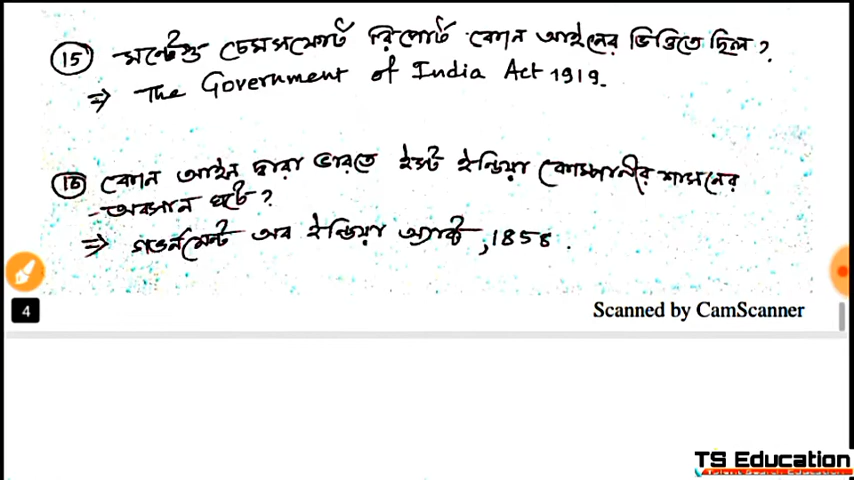 15 মন্টেগু চেমসফোর্ট রিপোর্ট কোন আইনের ভিত্তিতে ছিল?
⇒ The Government of India Act 1919.
16 কোন আইন দ্বারা ভারতে ইস্ট ইন্ডিয়া কোম্পানীর শাসনের
অবসান ঘটে?
⇒ গভর্নমেন্ট অব ইন্ডিয়া অ্যাক্ট, 1858.
4
Scanned by CamScanner
TS Education